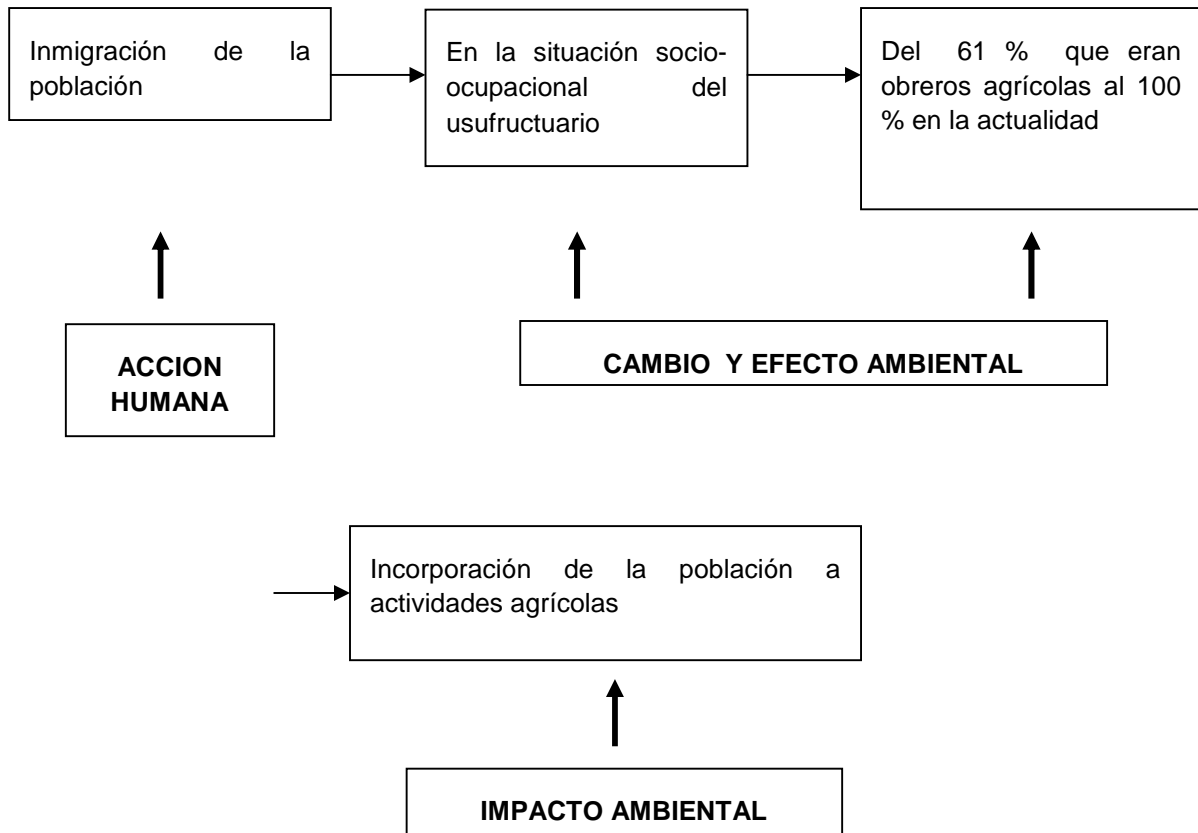 Inmigración de la
población
En la situación socio-
ocupacional del
usufructuario
Del 61 % que eran
obreros agrícolas al 100
% en la actualidad
ACCION
HUMANA
CAMBIO Y EFECTO AMBIENTAL
Incorporación de la población a
actividades agrícolas
IMPACTO AMBIENTAL